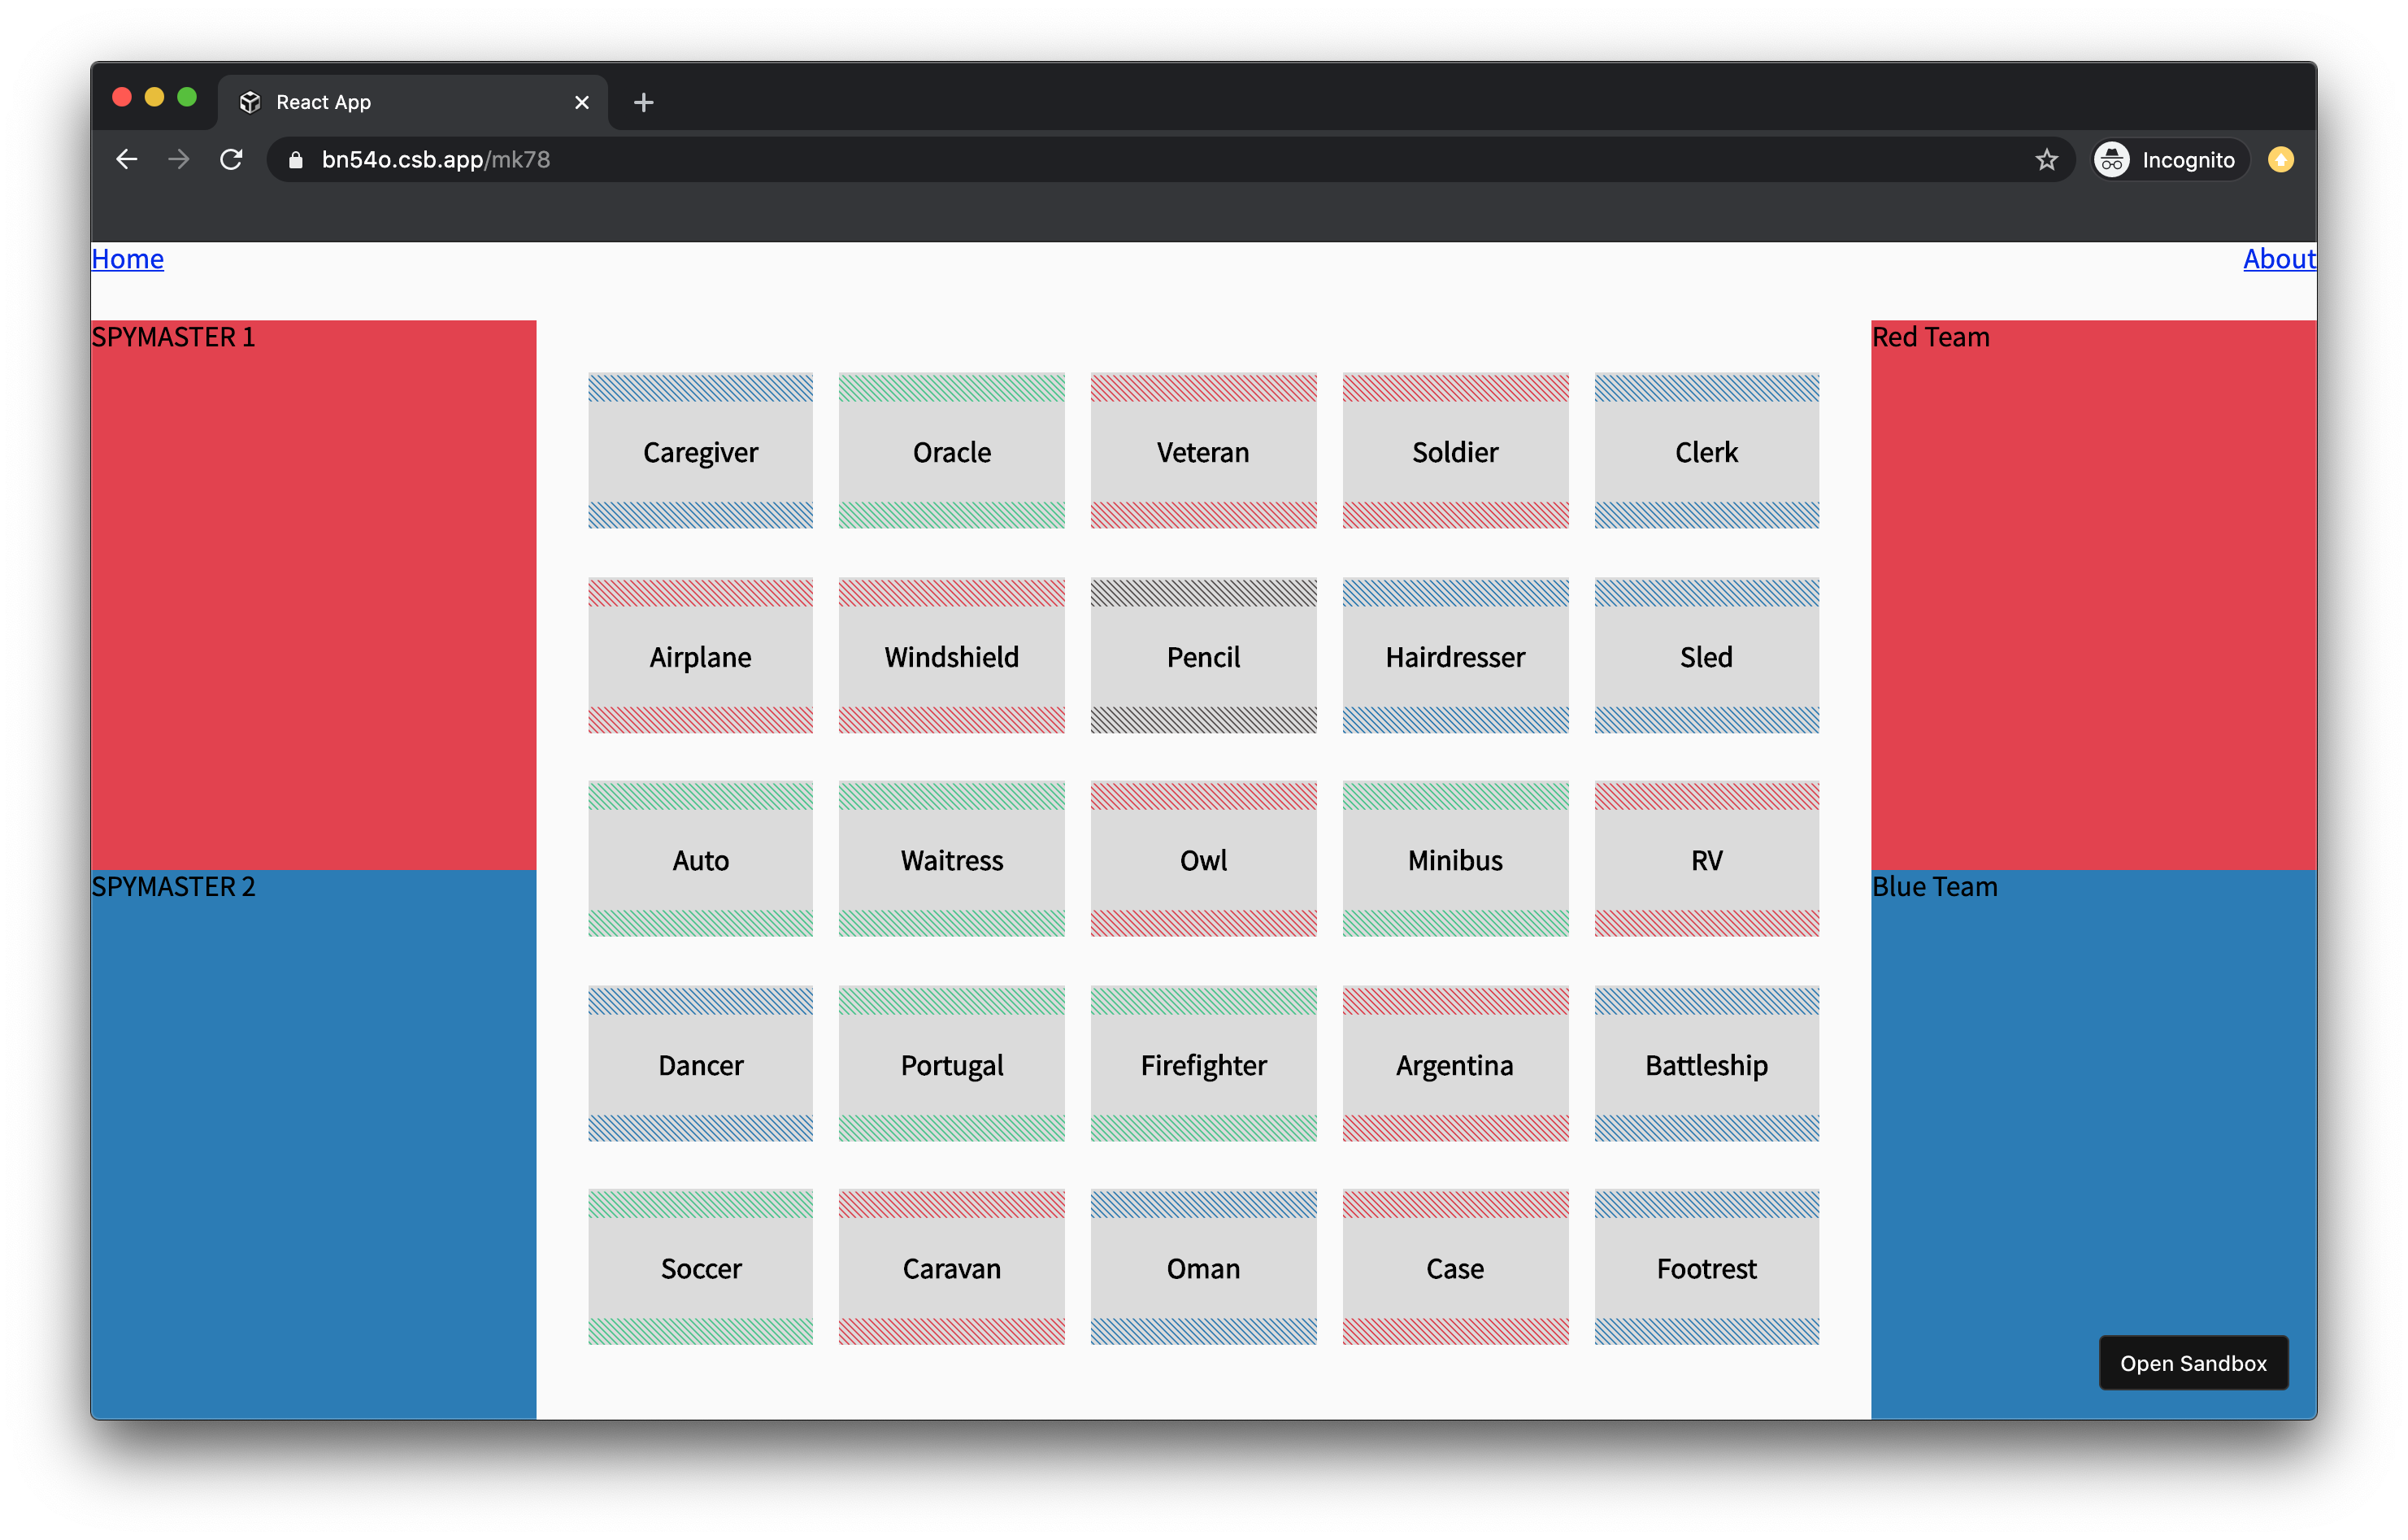 React App
bn54o.csb.app/mk78
Incognito
Home
About
SPYMASTER 1
Red Team
Caregiver
Oracle
Veteran
Soldier
Clerk
Airplane
Windshield
Pencil
Hairdresser
Sled
Auto
Waitress
Owl
Minibus
RV
SPYMASTER 2
Blue Team
Dancer
Portugal
Firefighter
Argentina
Battleship
Soccer
Caravan
Oman
Case
Footrest
Open Sandbox